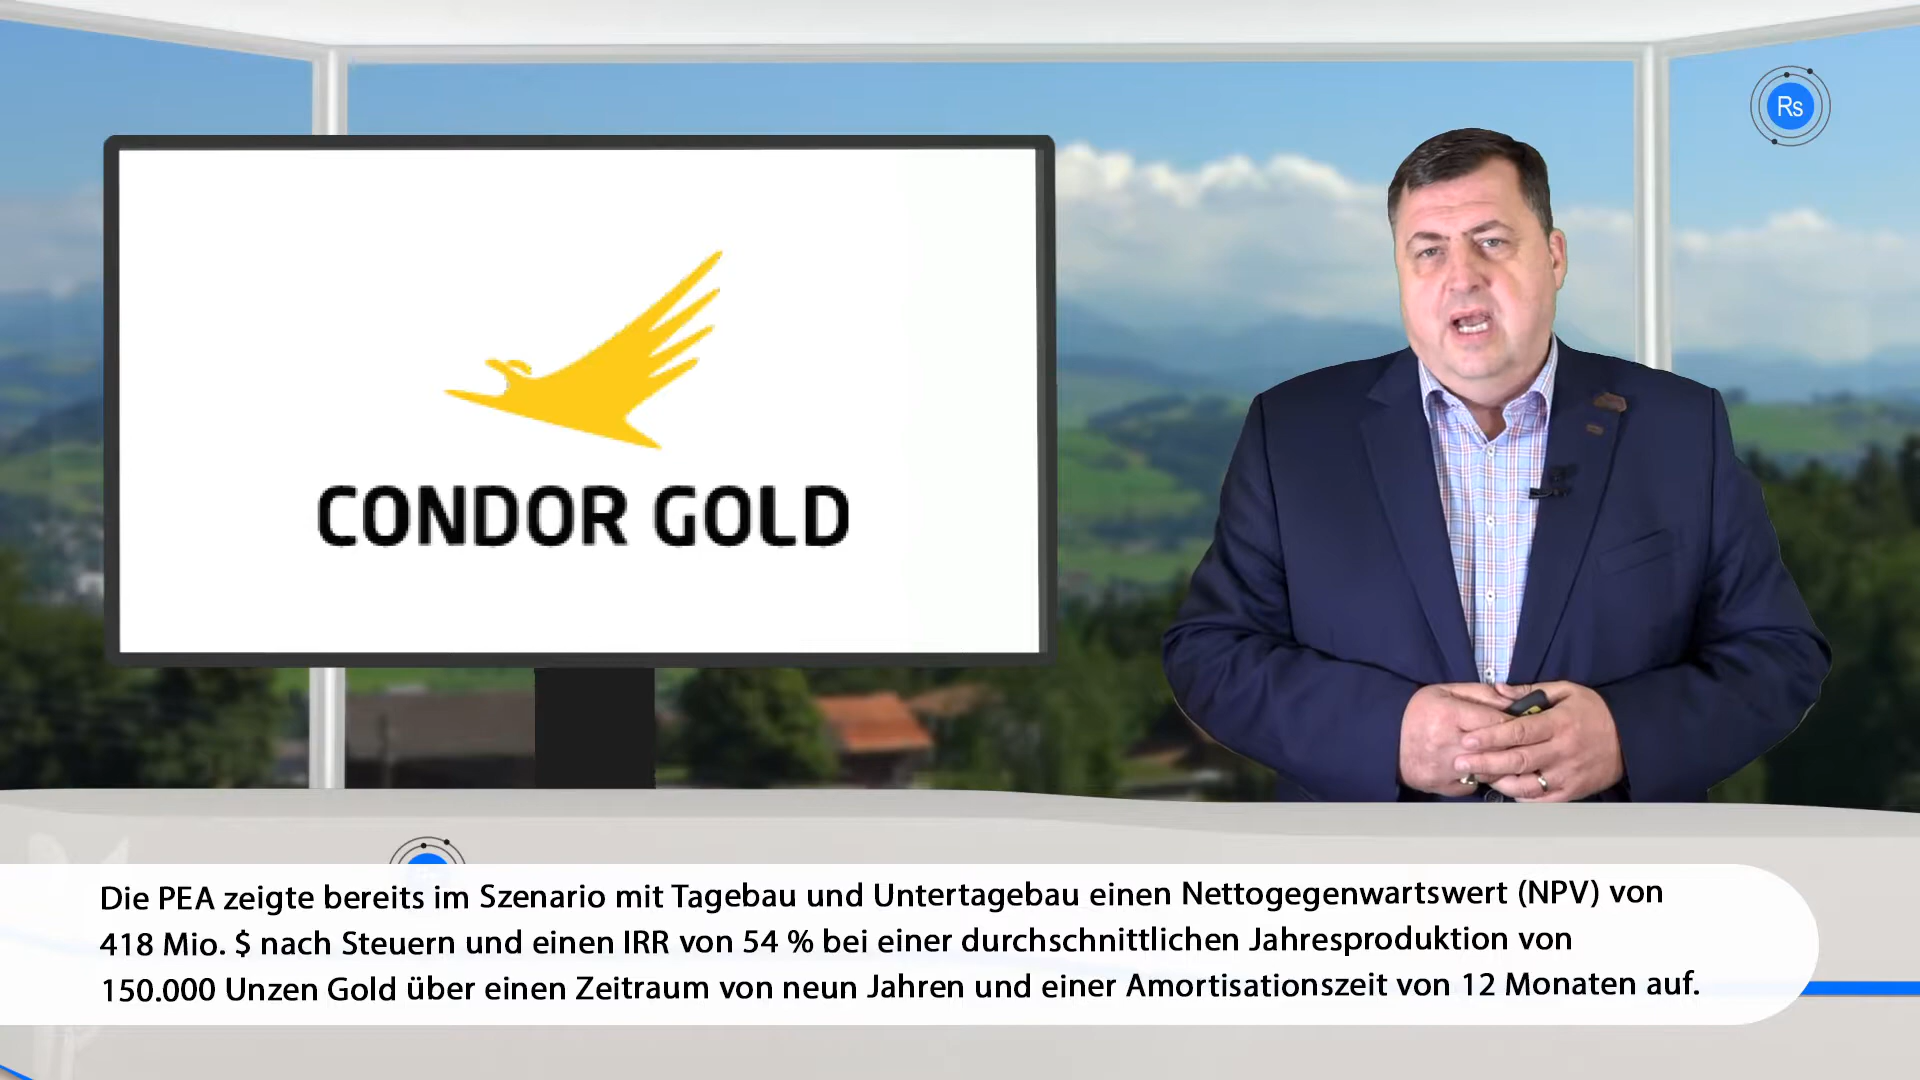 Rs
CONDOR GOLD
Die PEA zeigte bereits im Szenario mit Tagebau und Untertagebau einen Nettogegenwartswert (NPV) von
418 Mio. $ nach Steuern und einen IRR von 54 % bei einer durchschnittlichen Jahresproduktion von
150.000 Unzen Gold über einen Zeitraum von neun Jahren und einer Amortisationszeit von 12 Monaten auf.